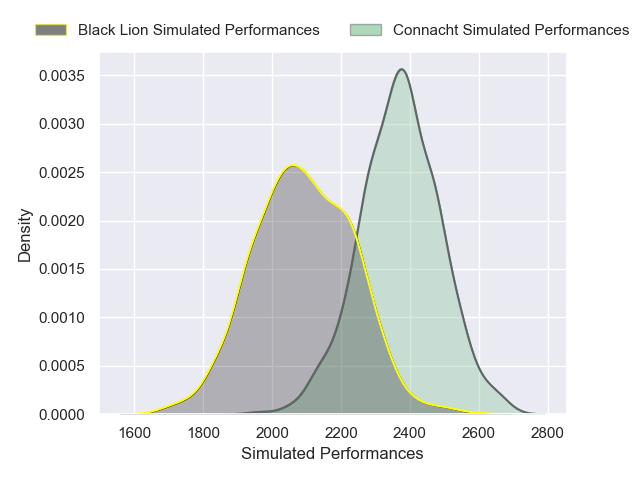 Black Lion Simulated Performances
Connacht Simulated Performances
0.0035
0.0030
0.0025
0.0020
0.0015
0.0010
0.0005
0.0000
Density
1600 1800 2000 2200 2400 2600 2800
Simulated Performances